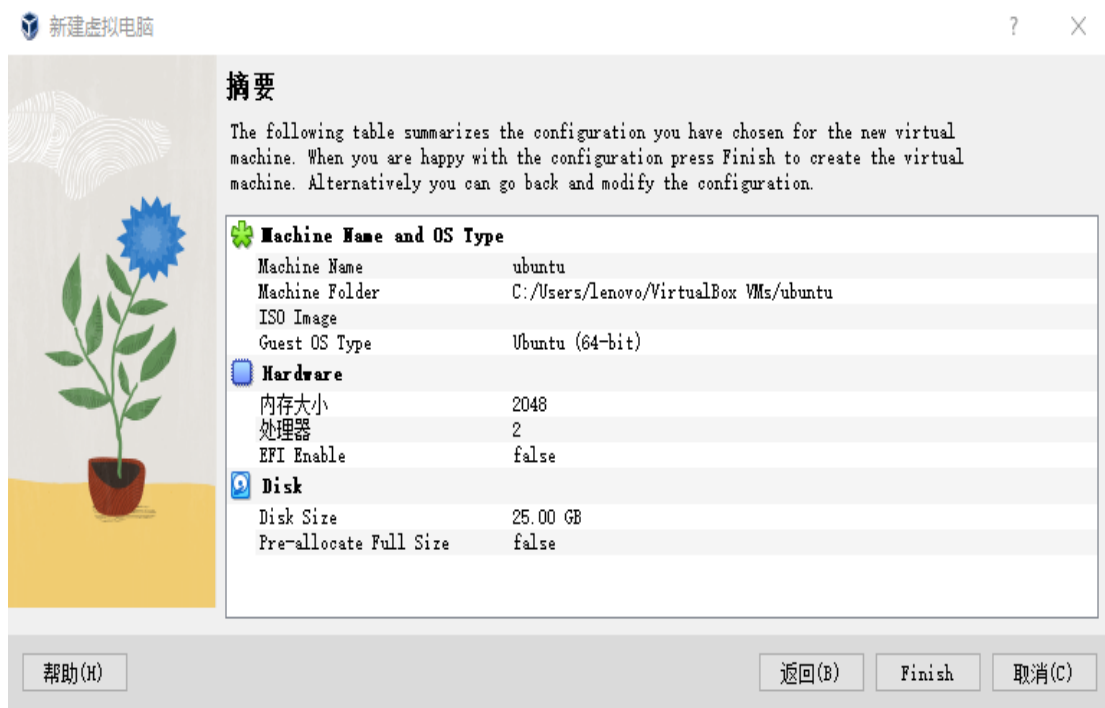 新建虚拟电脑
摘要
The following table summarizes the configuration you have chosen for the new virtual
machine. When you are happy with the configuration press Finish to create the virtual
machine. Alternatively you can go back and modify the configuration.
Machine Name and OS Type
Machine Name ubuntu
Machine Folder C:/Users/lenovo/VirtualBox VMs/ubuntu
ISO Image
Guest OS Type Ubuntu (64-bit)
Hardware
内存大小 2048
处理器 2
EFI Enable false
Disk
Disk Size 25.00 GB
Pre-allocate Full Size false
帮助(H) 返回(B) Finish 取消(C)